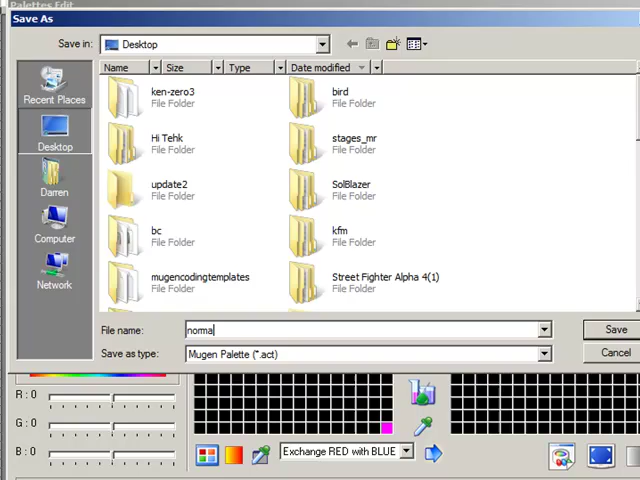 Palettes Edit
Save As
Save in:
Desktop
Name
Size
Type
Date modified
Recent Places
Desktop
Darren
Computer
Network
ken-zero3
File Folder
bird
File Folder
Hi Tehk
File Folder
stages_mr
File Folder
update2
File Folder
SolBlazer
File Folder
bc
File Folder
kfm
File Folder
mugencodingtemplates
File Folder
Street Fighter Alpha 4(1)
File Folder
File name:
norma
Save
Save as type:
Mugen Palette (*.act)
Cancel
R : 0
G : 0
B : 0
Exchange RED with BLUE